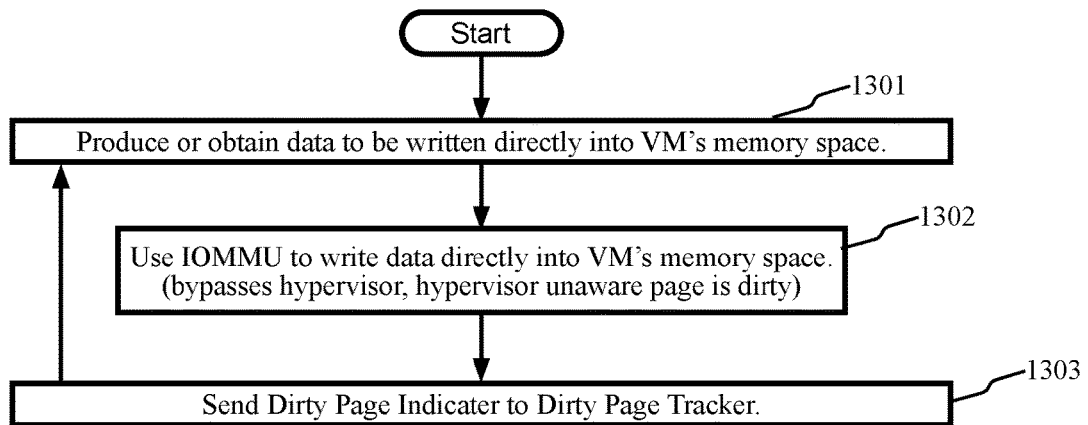 Start
1301
Produce or obtain data to be written directly into VM's memory space.
1302
Use IOMMU to write data directly into VM's memory space.
(bypasses hypervisor, hypervisor unaware page is dirty)
1303
Send Dirty Page Indicater to Dirty Page Tracker.